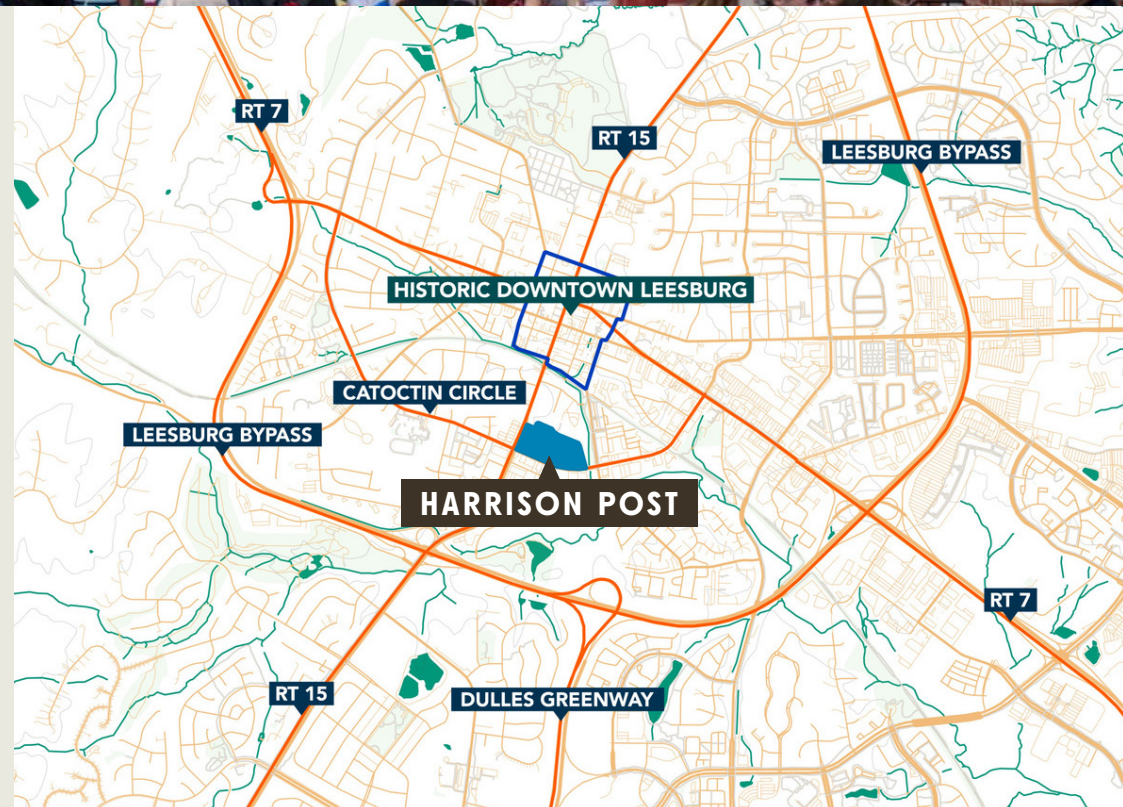 RT 7
RT 15
LEESBURG BYPASS
HISTORIC DOWNTOWN LEESBURG
CATOCTIN CIRCLE
LEESBURG BYPASS
HARRISON POST
RT 7
RT 15
DULLES GREENWAY